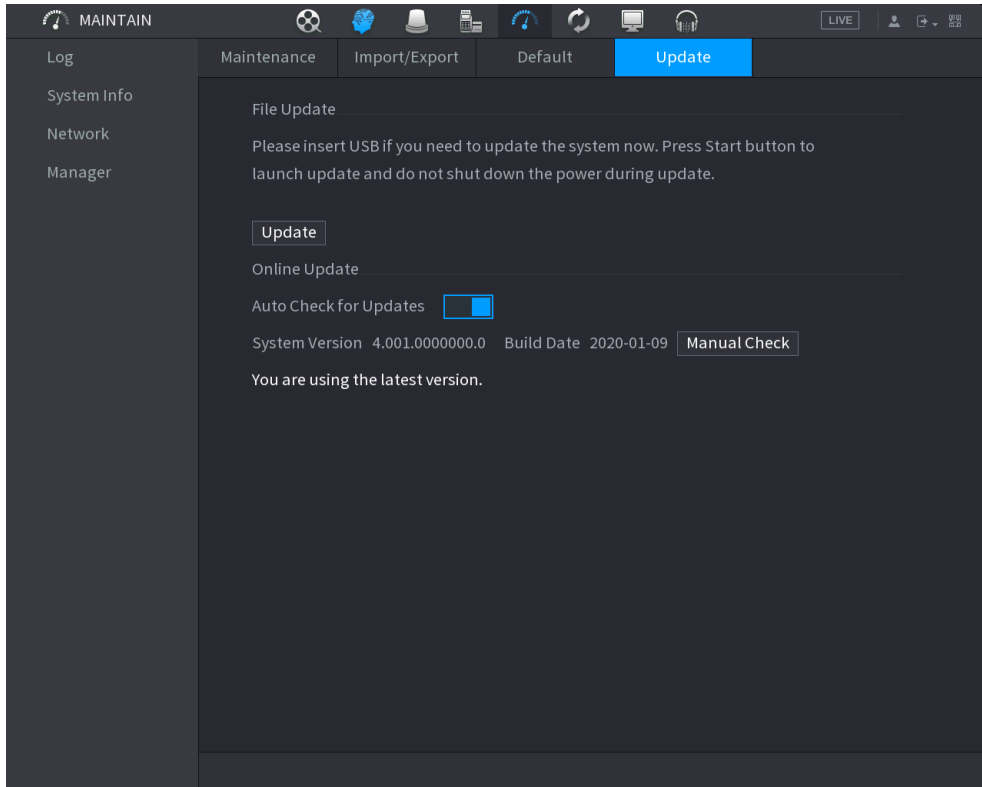 MAINTAIN
LIVE
Log
System Info
Network
Manager
Maintenance Import/Export Default Update
File Update
Please insert USB if you need to update the system now. Press Start button to
launch update and do not shut down the power during update.
Update
Online Update
Auto Check for Updates
System Version 4.001.0000000.0 Build Date 2020-01-09 Manual Check
You are using the latest version.